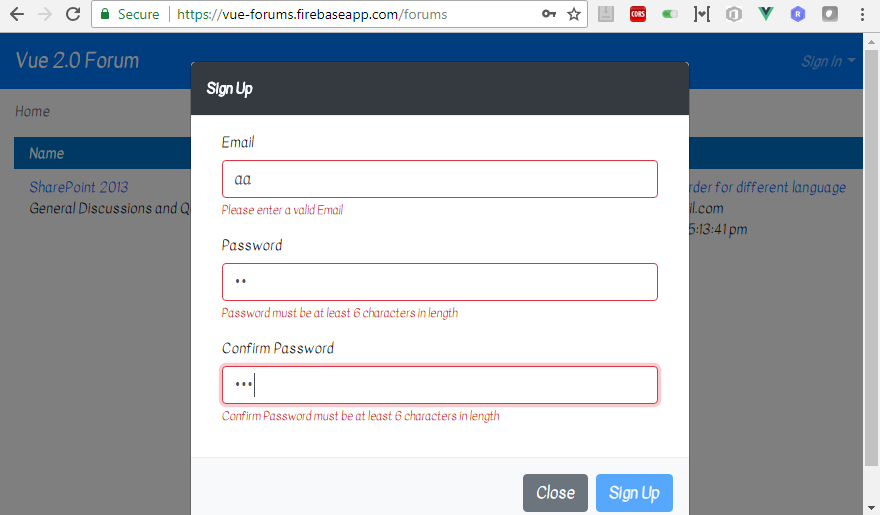 Secure https://vue-forums.firebaseapp.com/forums
CORS
R
Vue 2.0 Forum
Sign In
Sign Up
Home
Name
Email
aa
Please enter a valid Email
SharePoint 2013
General Discussions and Q
rder for different language
il.com
5:13:41 pm
Password
••
Password must be at least 6 characters in length
Confirm Password
•••
Confirm Password must be at least 6 characters in length
Close
Sign Up